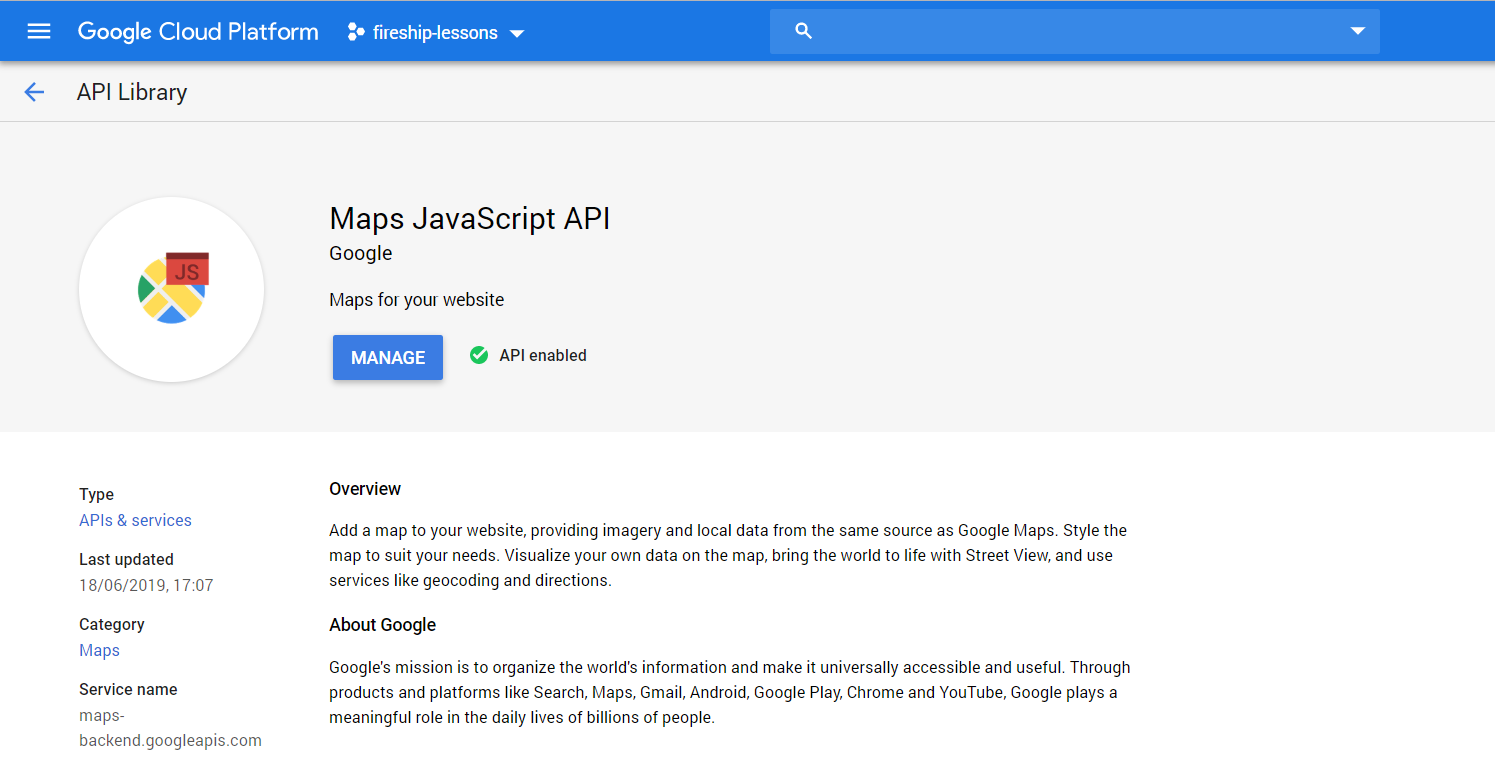 Google Cloud Platform
fireship-lessons
API Library
JS
Maps JavaScript API
Google
Maps for your website
MANAGE
API enabled
Type
APIs & services
Last updated
18/06/2019, 17:07
Category
Maps
Service name
maps-
backend.googleapis.com
Overview
Add a map to your website, providing imagery and local data from the same source as Google Maps. Style the
map to suit your needs. Visualize your own data on the map, bring the world to life with Street View, and use
services like geocoding and directions.
About Google
Google's mission is to organize the world's information and make it universally accessible and useful. Through
products and platforms like Search, Maps, Gmail, Android, Google Play, Chrome and YouTube, Google plays a
meaningful role in the daily lives of billions of people.